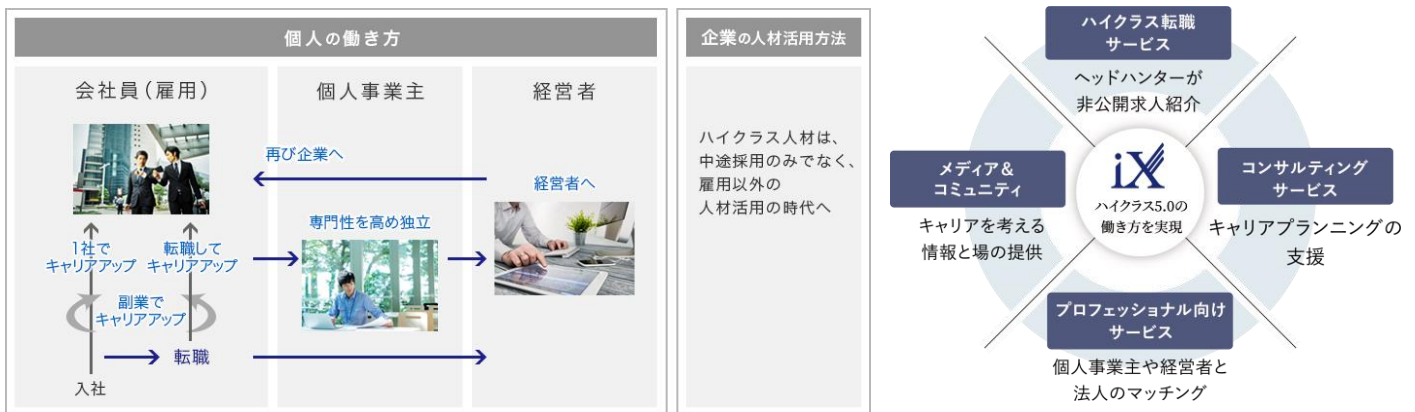 個人の働き方
会社員（雇用）
個人事業主
経営者
再び企業へ
経営者へ
専門性を高め独立
1社で
キャリアアップ
転職して
キャリアアップ
副業で
キャリアアップ
転職
入社
企業の人材活用方法
ハイクラス人材は、
中途採用のみでなく、
雇用以外の
人材活用の時代へ
ハイクラス転職
サービス
ヘッドハンターが
非公開求人紹介
メディア＆
コミュニティ
キャリアを考える
情報と場の提供
iX
ハイクラス5.0の
働き方を実現
コンサルティング
サービス
キャリアプランニングの
支援
プロフェッショナル向け
サービス
個人事業主や経営者と
法人のマッチング